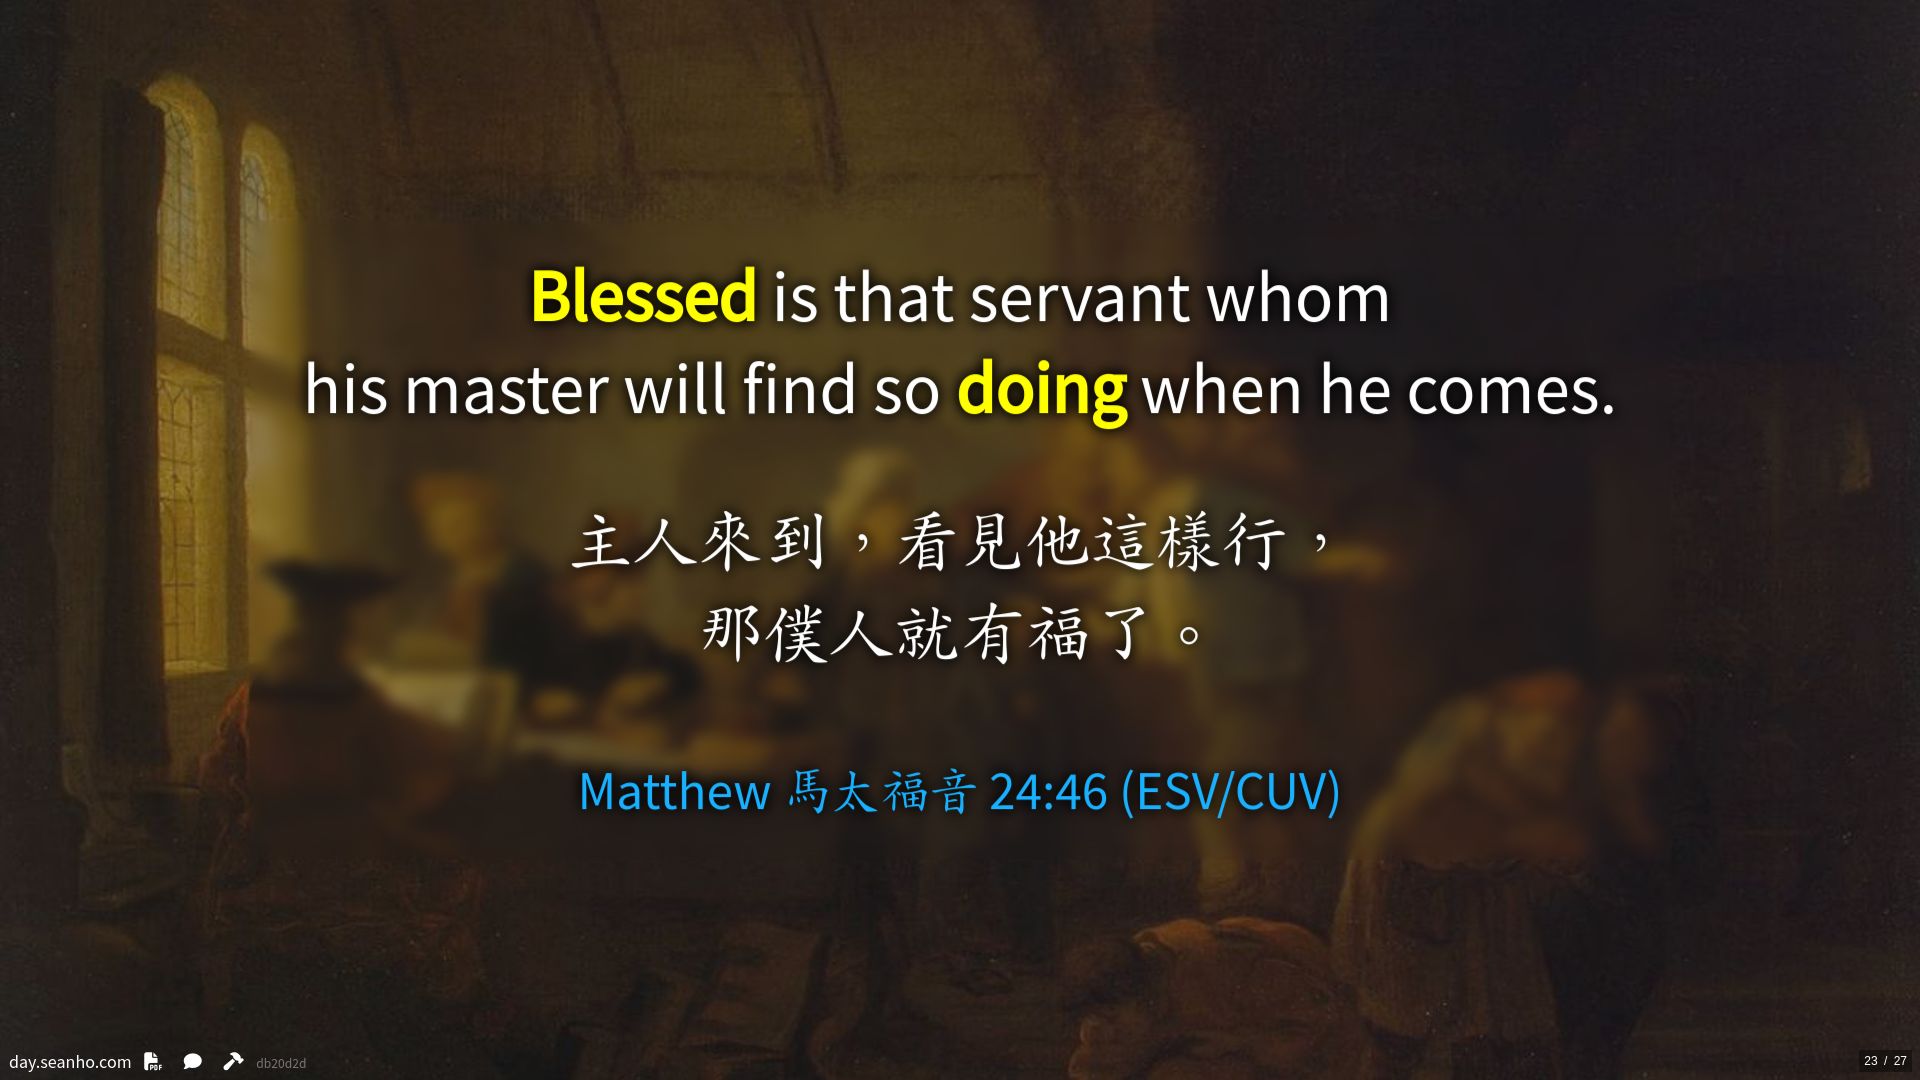 Blessed is that servant whom
his master will find so doing when he comes.
主人來到，看見他這樣行，
那僕人就有福了。
Matthew 馬太福音 24:46 (ESV/CUV)
day.seanho.com PDF db20d2d
23 / 27